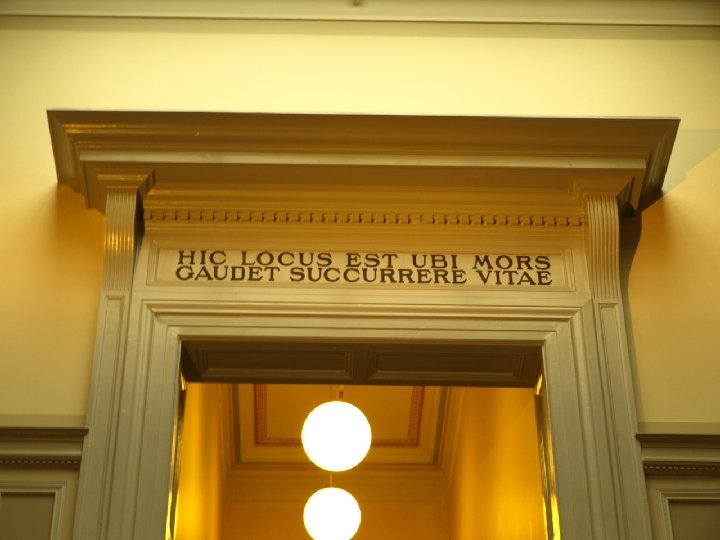 HIC LOCUS EST UBI MORS
GAUDET SUCCURRERE VITAE